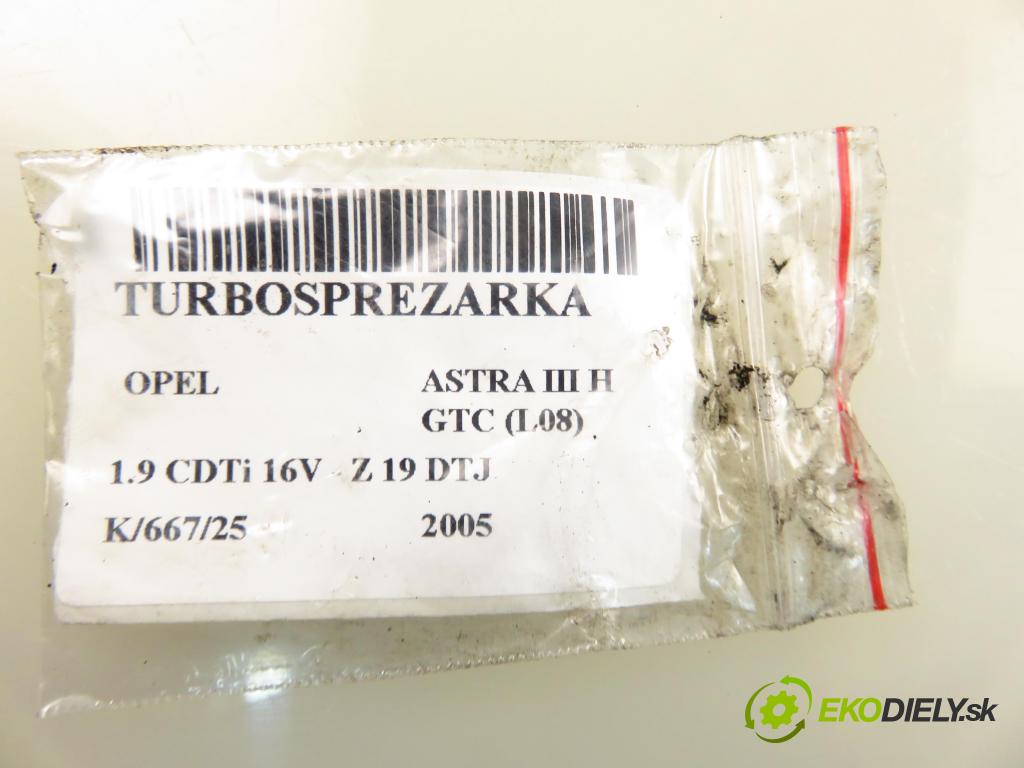 TURBOSPREZARKA
OPEL ASTRA III H
GTC (L08)
1.9 CDTi 16V Z 19 DTJ
K/667/25 2005
EKODIELY.sk